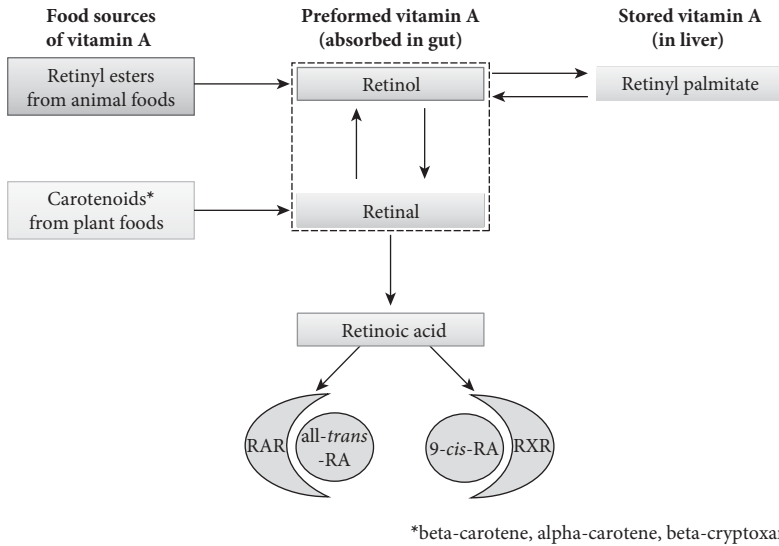 Food sources
of vitamin A
Preformed vitamin A
(absorbed in gut)
Stored vitamin A
(in liver)
Retinyl esters
from animal foods
Retinol
Retinyl palmitate
Carotenoids*
from plant foods
Retinal
Retinoic acid
RAR
all-trans
-RA
9-cis-RA
RXR
*beta-carotene, alpha-carotene,